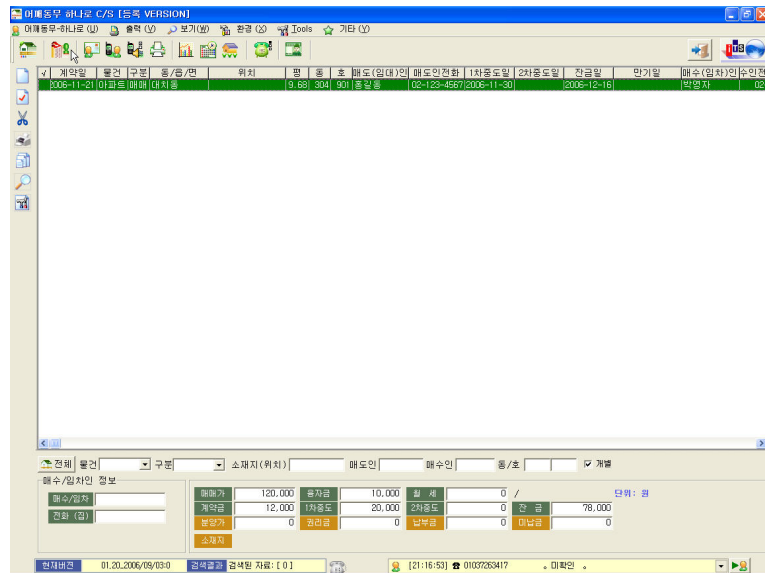 어깨동무 하나로 C/S [등록 VERSION]
어깨동무-하나로 (U) 출력 (V) 보기(W) 환경 (X) Tools 기타 (Y)
√ 계약일 물건 구분 동/읍/면 위치 평 동 호 매도(임대)인 매도인전화 1차중도일 2차중도일 잔금일 만기일 매수(임차)인
2006-11-21 아파트 매매 대치동 9.68 304 901 홍길동 02-123-4567 2006-11-30 2006-12-16 박영자 02
전체 물건 구분 소재지(위치) 매도인 매수인 동/호 개별
매수/임차인 정보
매수/임차
전화 (집)
매매가 120,000 융자금 10,000 월 세 0 / 단위: 원
계약금 12,000 1차중도 20,000 2차중도 0 잔 금 78,000
분양가 0 권리금 0 납부금 0 미납금 0
소재지
현재버전 01,20,,2006/09/03:0 검색결과 검색된 자료: [ 0 ] [21:16:53] ☎ 01037263417 。미확인 。